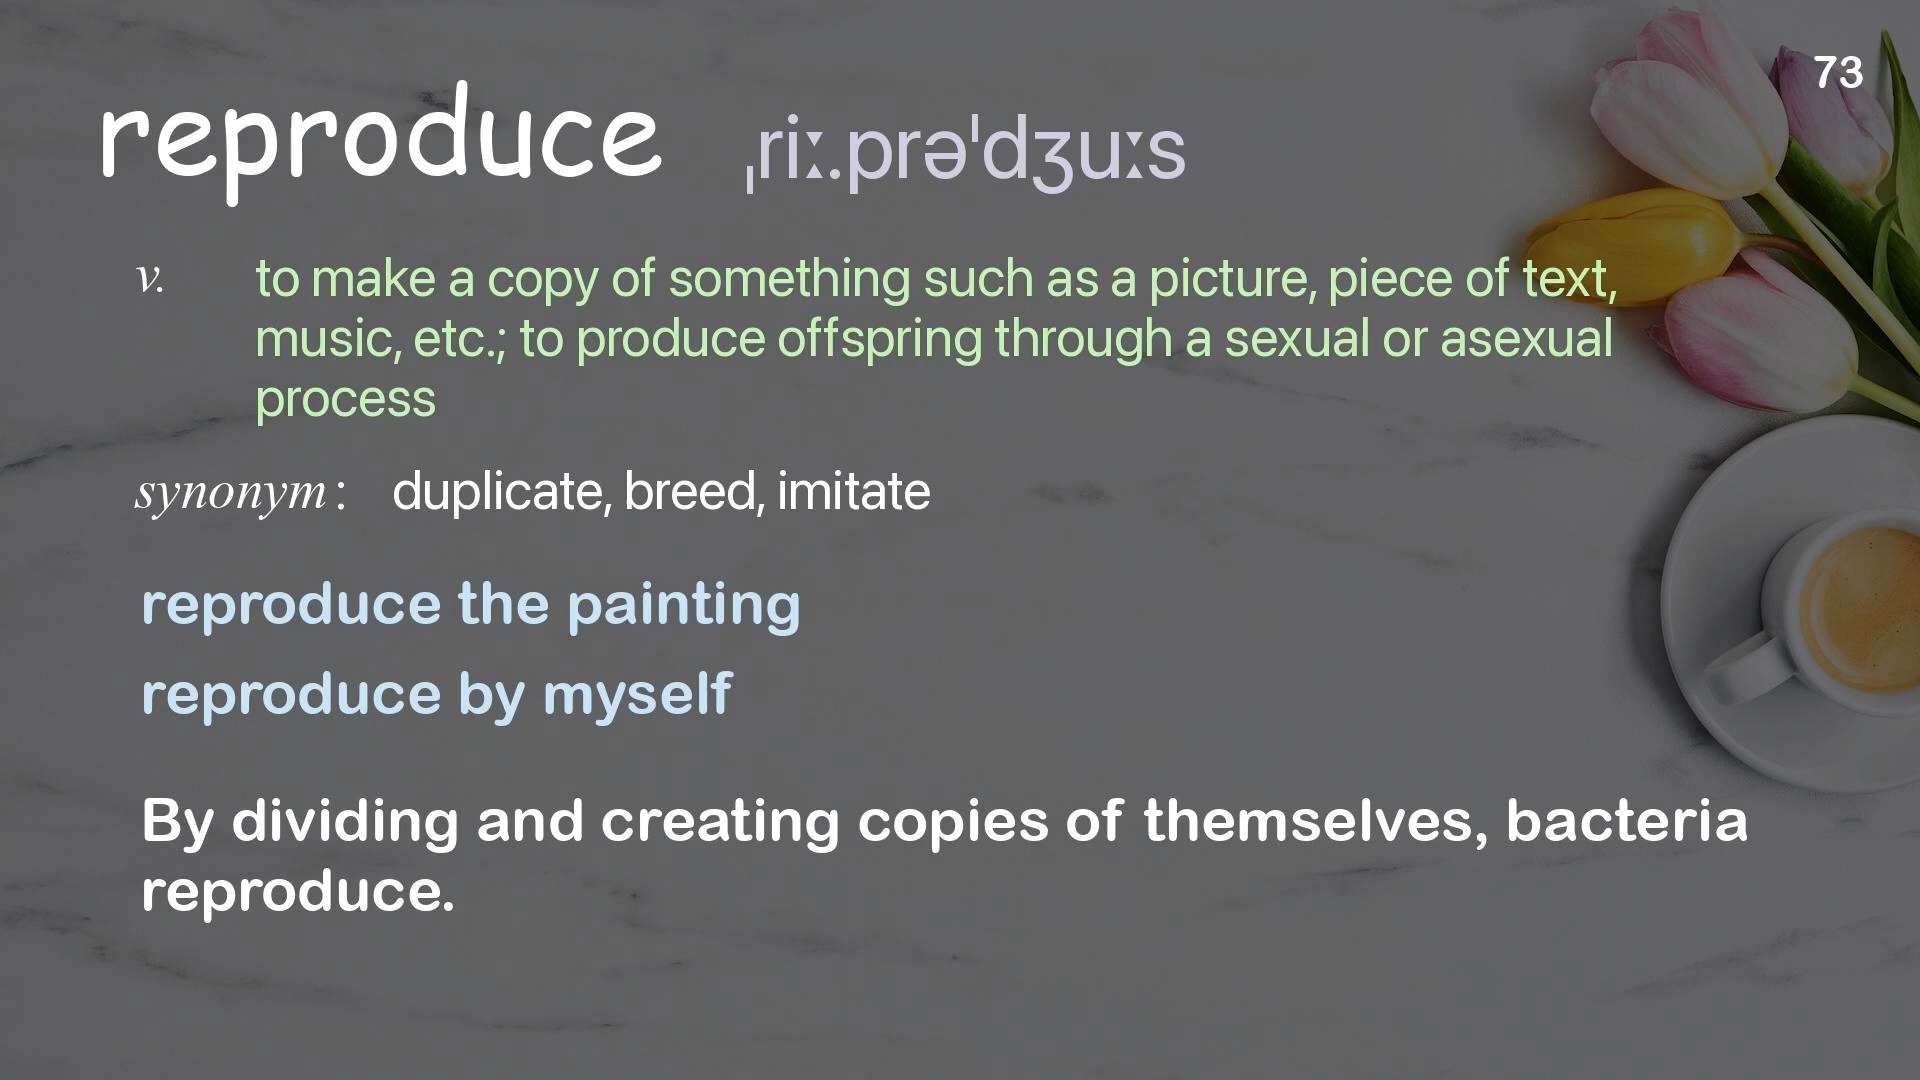 73
reproduce ˌriː.prəˈdʒuːs
v. to make a copy of something such as a picture, piece of text,
music, etc.; to produce offspring through a sexual or asexual
process
synonym : duplicate, breed, imitate
reproduce the painting
reproduce by myself
By dividing and creating copies of themselves, bacteria
reproduce.